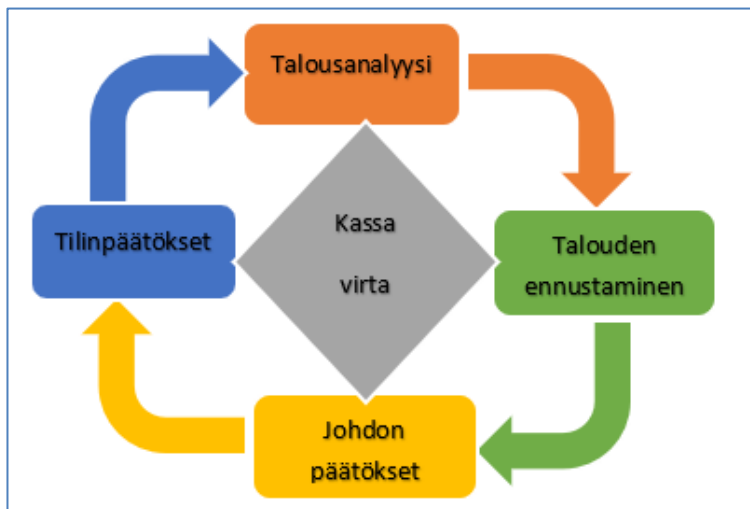 Talousanalyysi
Tilinpäätökset
Kassa
virta
Talouden
ennustaminen
Johdon
päätökset